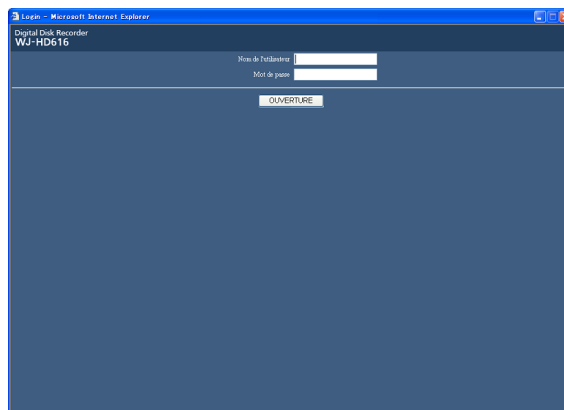 Login - Microsoft Internet Explorer
Digital Disk Recorder
WJ-HD616
Nom de l'utilisateur
Mot de passe
OUVERTURE